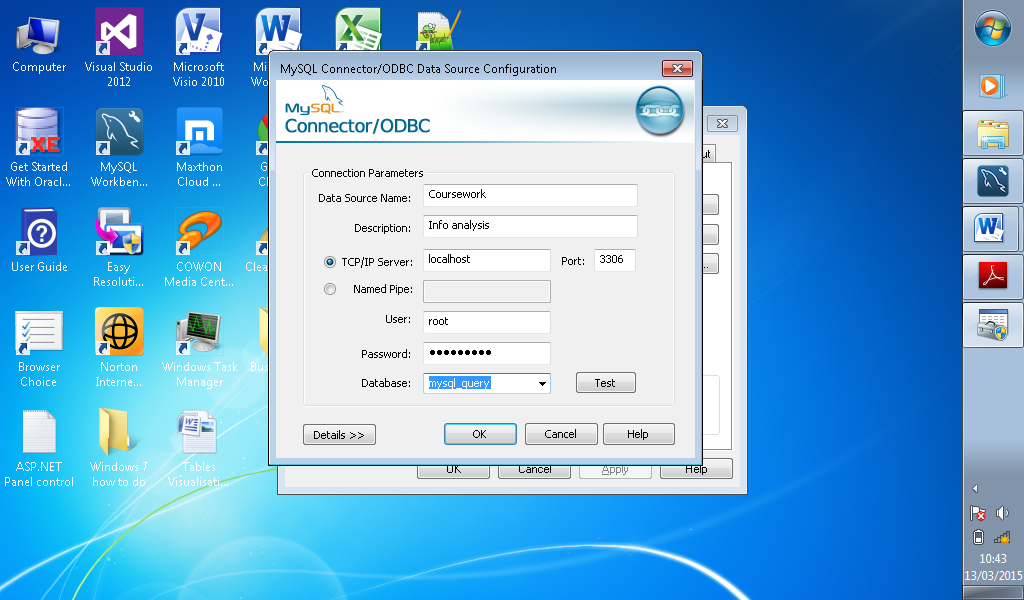 Computer
Visual Studio
2012
Microsoft
Visio 2010
MySQL Connector/ODBC Data Source Configuration
MySQL
Connector/ODBC
Connection Parameters
Data Source Name: Coursework
Description: Info analysis
TCP/IP Server: localhost Port: 3306
Named Pipe:
User: root
Password: •••••••••
Database: mysql_query Test
Details >> OK Cancel Help
OK Cancel Apply Help
XE
Get Started
With Oracl...
MySQL
Workben...
Maxthon
Cloud ...
User Guide
Easy
Resoluti...
COWON
Media Cent...
Browser
Choice
Norton
Interne...
Windows Task
Manager
ASP.NET
Panel control
Windows 7
how to do
Tables
Visualisati...
10:43
13/03/2015